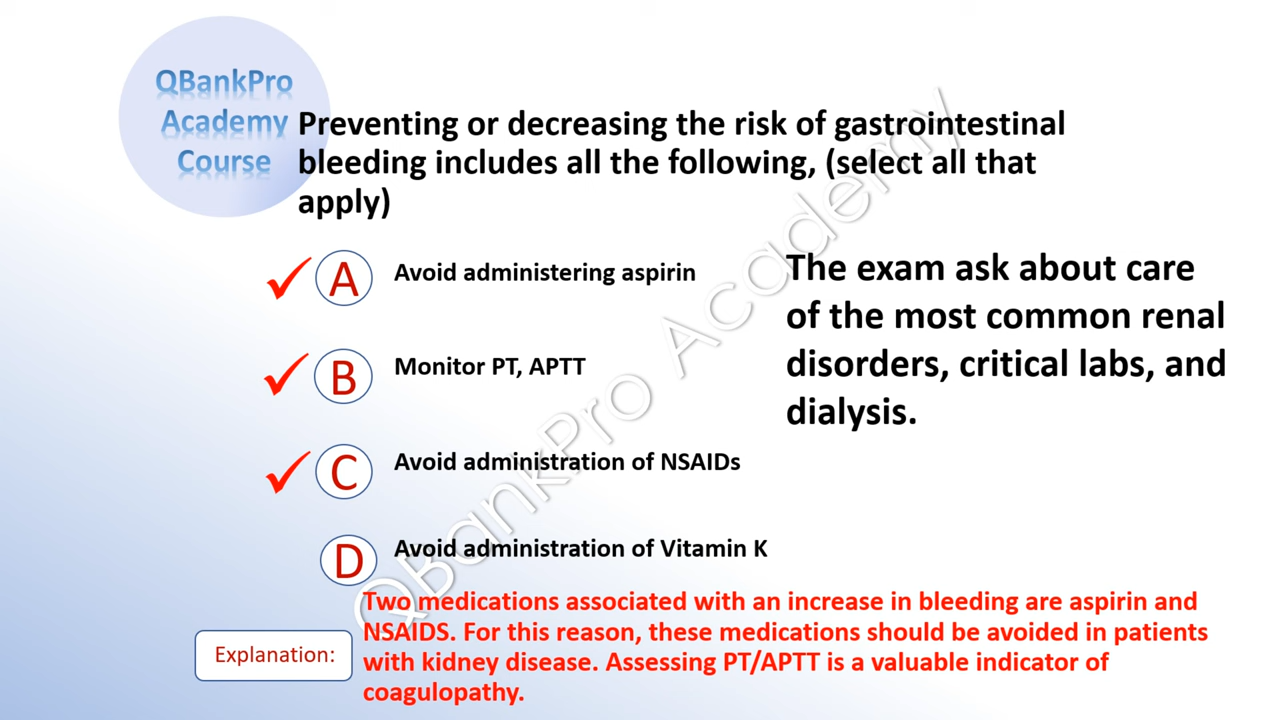 QBankPro
Academy
Course
Preventing or decreasing the risk of gastrointestinal
bleeding includes all the following, (select all that
apply)
A
Avoid administering aspirin
B
Monitor PT, APTT
C
Avoid administration of NSAIDs
D
Avoid administration of Vitamin K
The exam ask about care
of the most common renal
disorders, critical labs, and
dialysis.
Explanation:
Two medications associated with an increase in bleeding are aspirin and
NSAIDS. For this reason, these medications should be avoided in patients
with kidney disease. Assessing PT/APTT is a valuable indicator of
coagulopathy.
QBankPro Academy